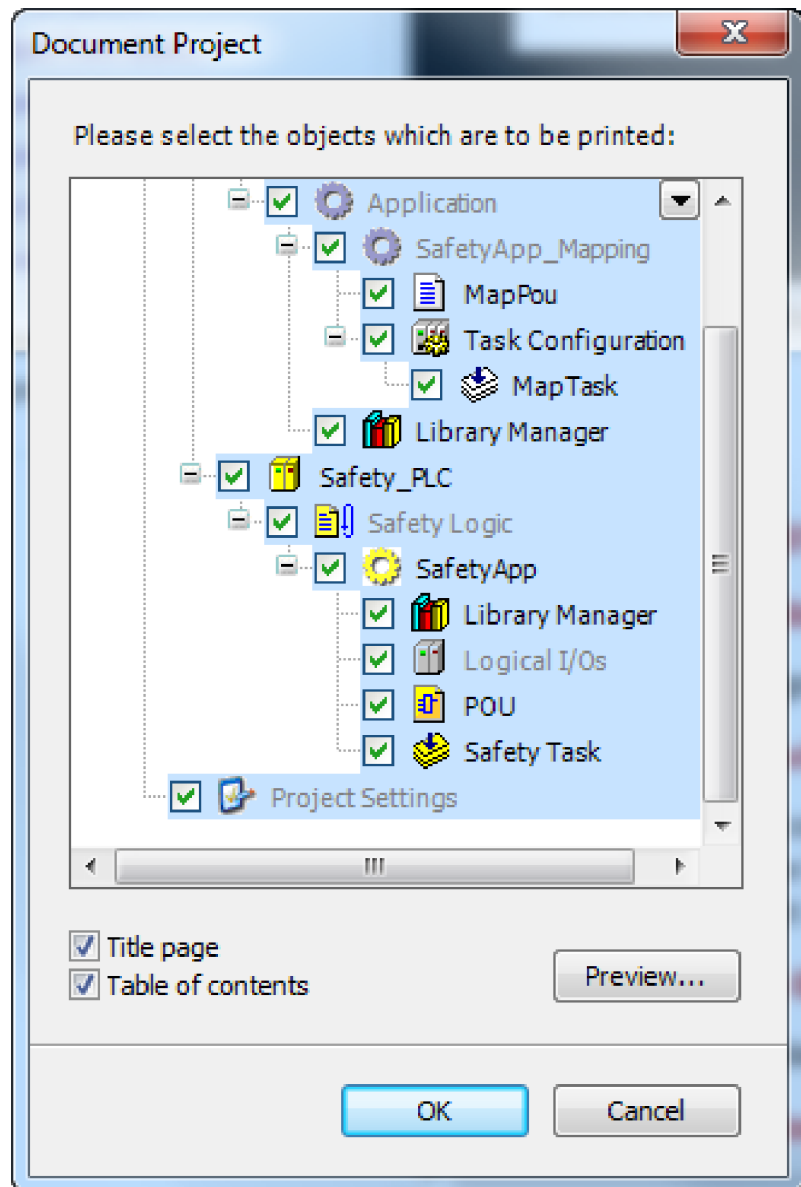 Document Project
Please select the objects which are to be printed:
Application
SafetyApp_Mapping
MapPou
Task Configuration
MapTask
Library Manager
Safety_PLC
Safety Logic
SafetyApp
Library Manager
Logical I/Os
POU
Safety Task
Project Settings
Title page
Table of contents
Preview...
OK
Cancel